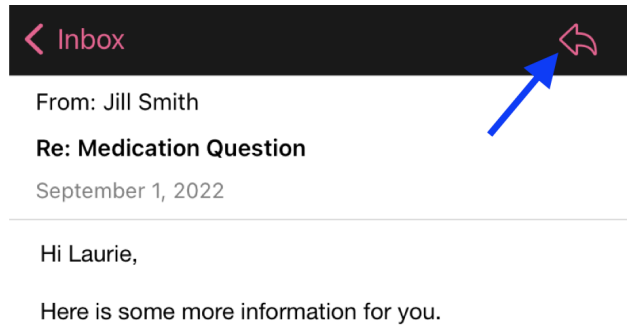 Inbox
From: Jill Smith
Re: Medication Question
September 1, 2022
Hi Laurie,
Here is some more information for you.